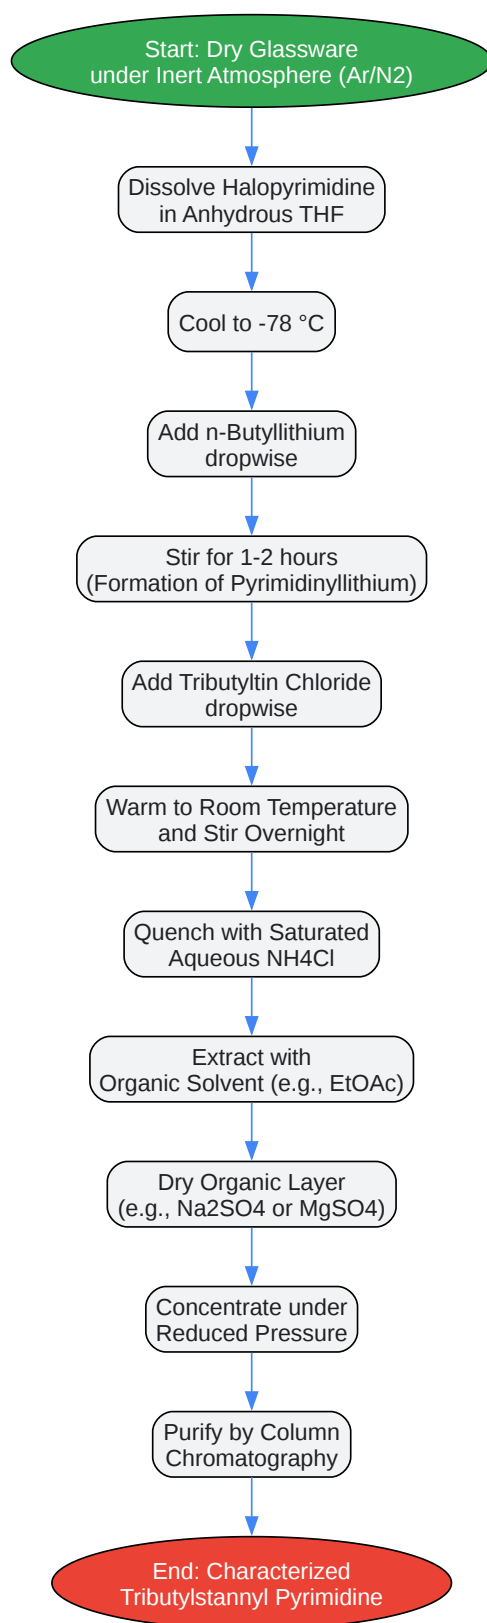 Start: Dry Glassware
under Inert Atmosphere (Ar/N2)
Dissolve Halopyrimidine
in Anhydrous THF
Cool to -78 °C
Add n-Butyllithium
dropwise
Stir for 1-2 hours
(Formation of Pyrimidinyllithium)
Add Tributyltin Chloride
dropwise
Warm to Room Temperature
and Stir Overnight
Quench with Saturated
Aqueous NH4Cl
Extract with
Organic Solvent (e.g., EtOAc)
Dry Organic Layer
(e.g., Na2SO4 or MgSO4)
Concentrate under
Reduced Pressure
Purify by Column
Chromatography
End: Characterized
Tributylstannyl Pyrimidine